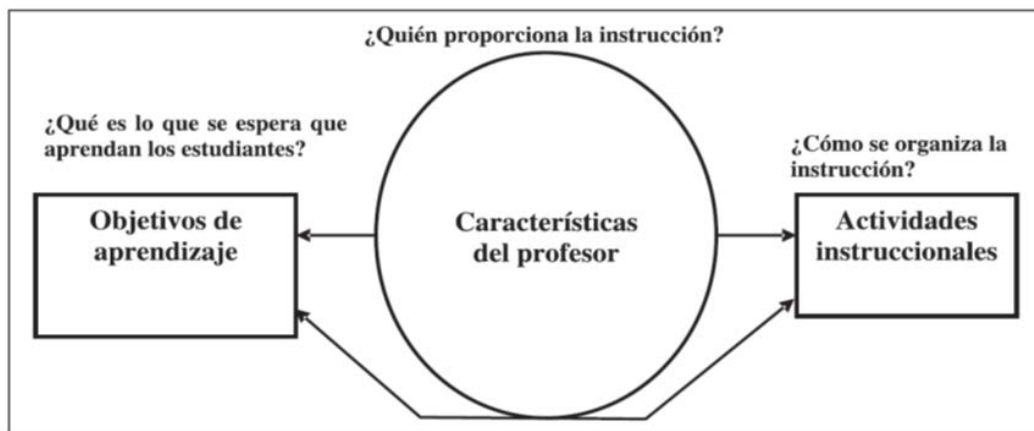 ¿Quién proporciona la instrucción?
¿Qué es lo que se espera que
aprendan los estudiantes?
¿Cómo se organiza la
instrucción?
Objetivos de
aprendizaje
Características
del profesor
Actividades
instruccionales